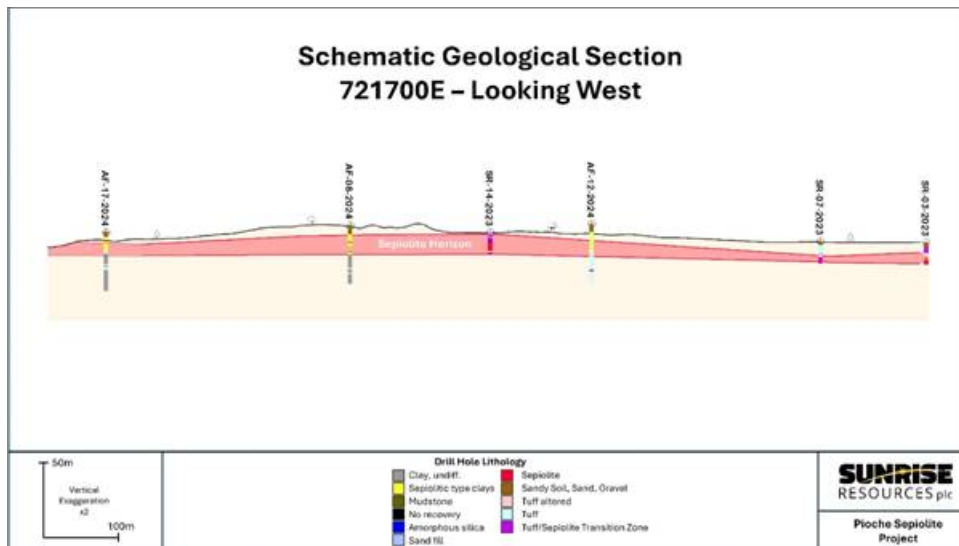 Schematic Geological Section
721700E – Looking West
AF-17-2024
AF-08-2024
SR-14-2023
AF-12-2024
SR-07-2023
SR-03-2023
Sepiolite Horizon
50m
Vertical
Exaggeration
x2
100m
Drill Hole Lithology
Clay, undiff.
Sepiolitic type clays
Mudstone
No recovery
Amorphous silica
Sand fill
Sepiolite
Sandy Soil, Sand, Gravel
Tuff altered
Tuff
Tuff/Sepiolite Transition Zone
SUNRISE
RESOURCES plc
Pioche Sepiolite
Project